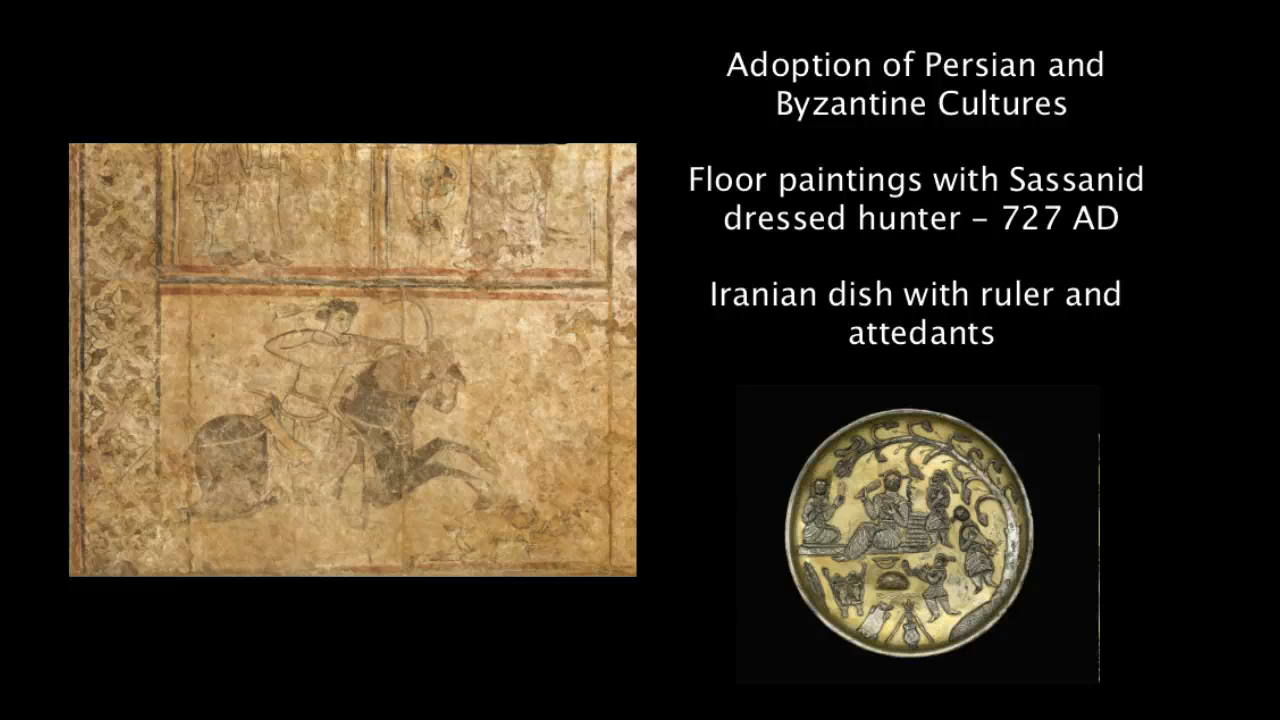 Adoption of Persian and
Byzantine Cultures
Floor paintings with Sassanid
dressed hunter - 727 AD
Iranian dish with ruler and
attedants